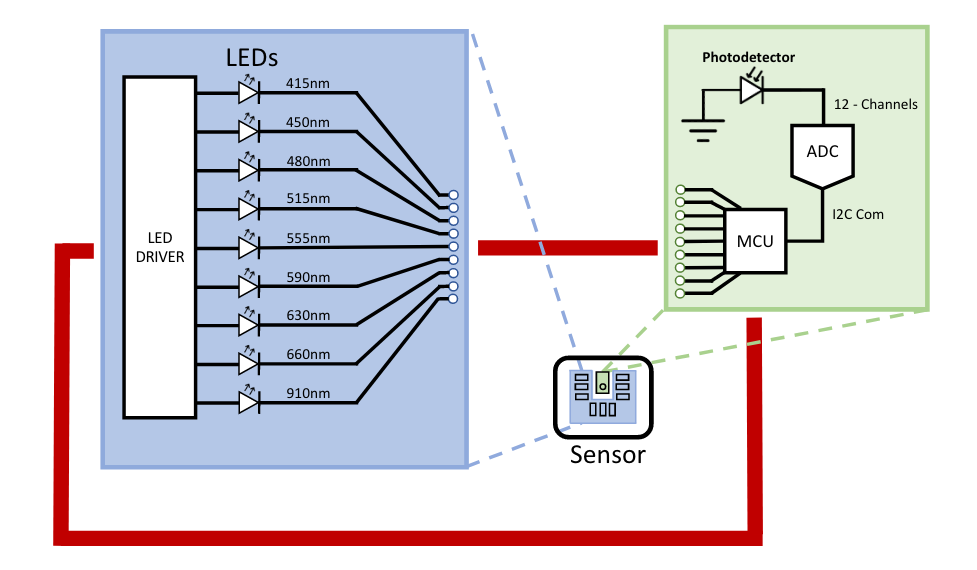 LEDs
415nm
450nm
480nm
515nm
555nm
590nm
630nm
660nm
910nm
LED
DRIVER
Photodetector
12 - Channels
ADC
I2C Com
MCU
Sensor